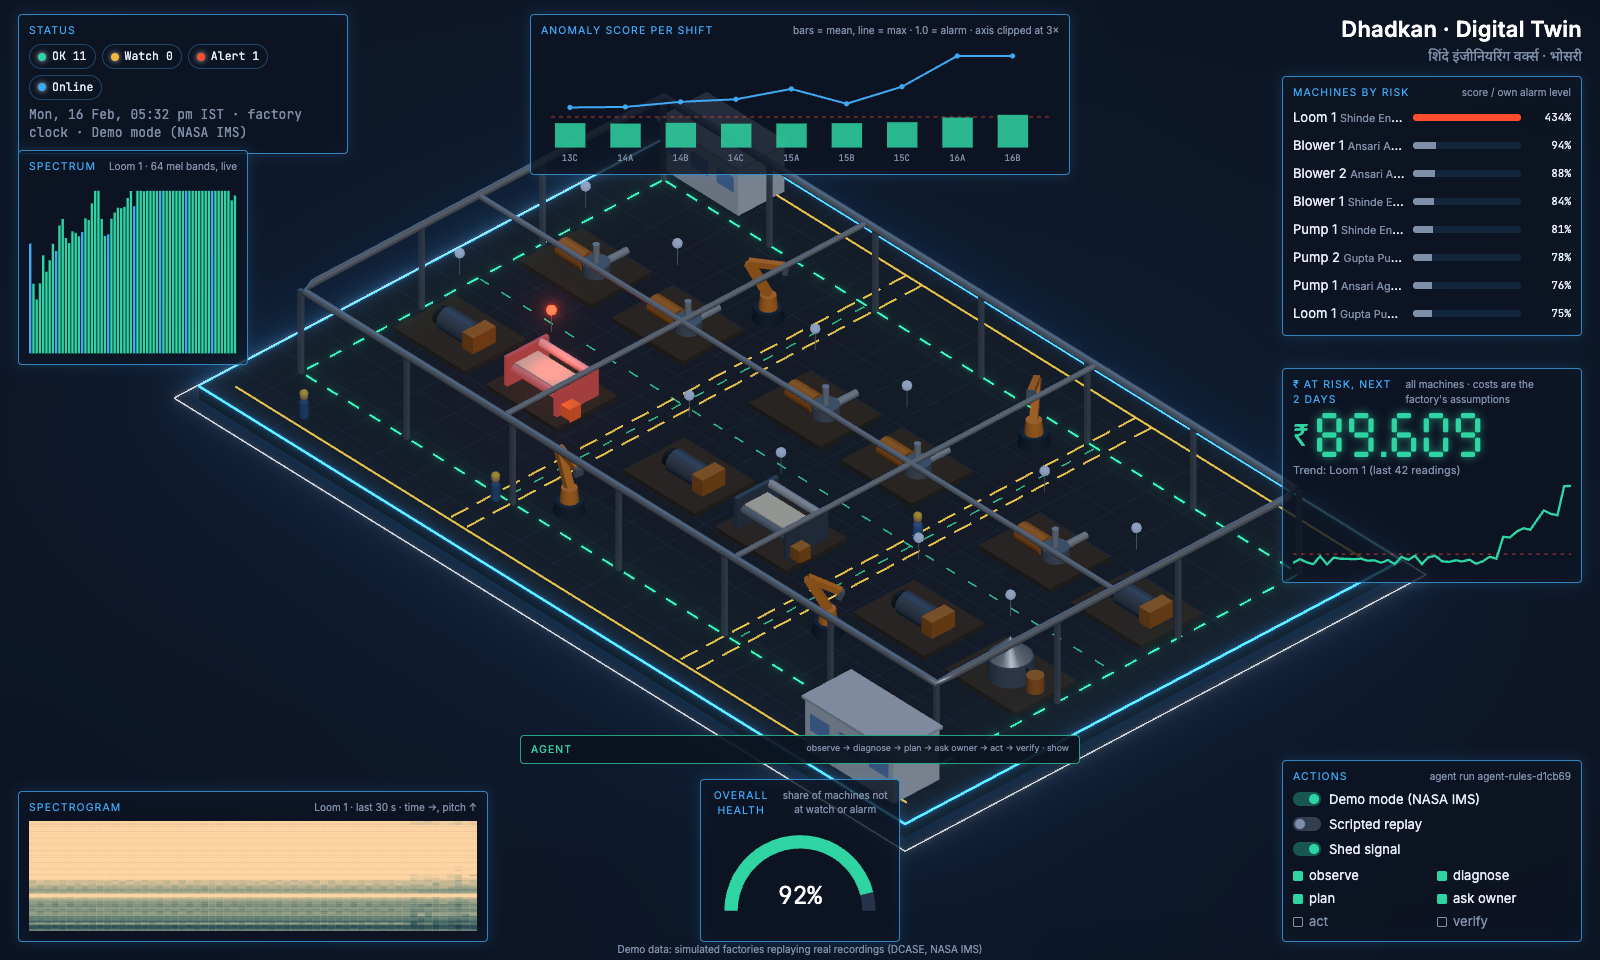 STATUS
OK 11
Watch 0
Alert 1
Online
Mon, 16 Feb, 05:32 pm IST · factory
clock · Demo mode (NASA IMS)
SPECTRUM
Loom 1 · 64 mel bands, live
ANOMALY SCORE PER SHIFT
bars = mean, line = max · 1.0 = alarm · axis clipped at 3×
13C
14A
14B
14C
15A
15B
15C
16A
16B
Dhadkan · Digital Twin
शिंदे इंजीनियरिंग वर्क्स · भोसरी
MACHINES BY RISK
score / own alarm level
Loom 1 Shinde En... 434%
Blower 1 Ansari A... 94%
Blower 2 Ansari A... 88%
Blower 1 Shinde E... 84%
Pump 1 Shinde En... 81%
Pump 2 Gupta Pu... 78%
Pump 1 Ansari Ag... 76%
Loom 1 Gupta Pu... 75%
₹ AT RISK, NEXT
2 DAYS
all machines · costs are the
factory's assumptions
₹89.609
Trend: Loom 1 (last 42 readings)
AGENT
observe → diagnose → plan → ask owner → act → verify · show
SPECTROGRAM
Loom 1 · last 30 s · time →, pitch ↑
OVERALL
HEALTH
share of machines not
at watch or alarm
92%
ACTIONS
agent run agent-rules-d1cb69
Demo mode (NASA IMS)
Scripted replay
Shed signal
observe
diagnose
plan
ask owner
act
verify
Demo data: simulated factories replaying real recordings (DCASE, NASA IMS)